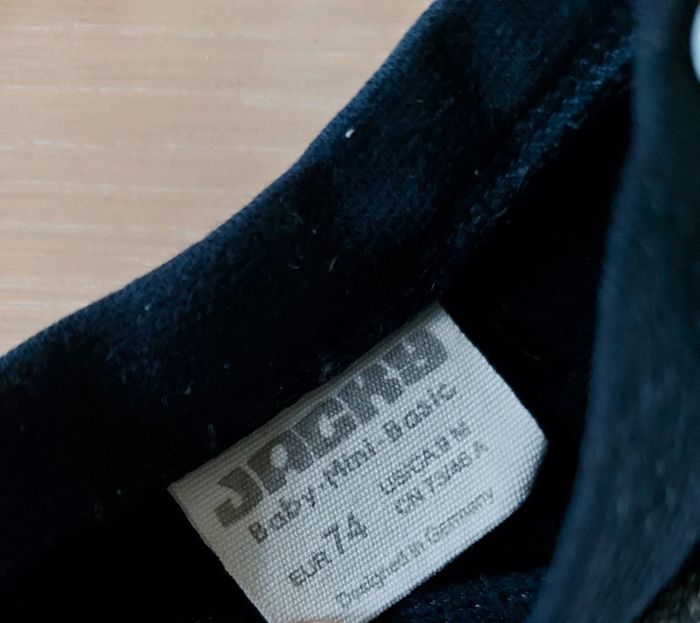 JACKY
Baby-Mini-Basic
EUR 74
US/CA 9 M
CN 73/48 A
Designed in Germany